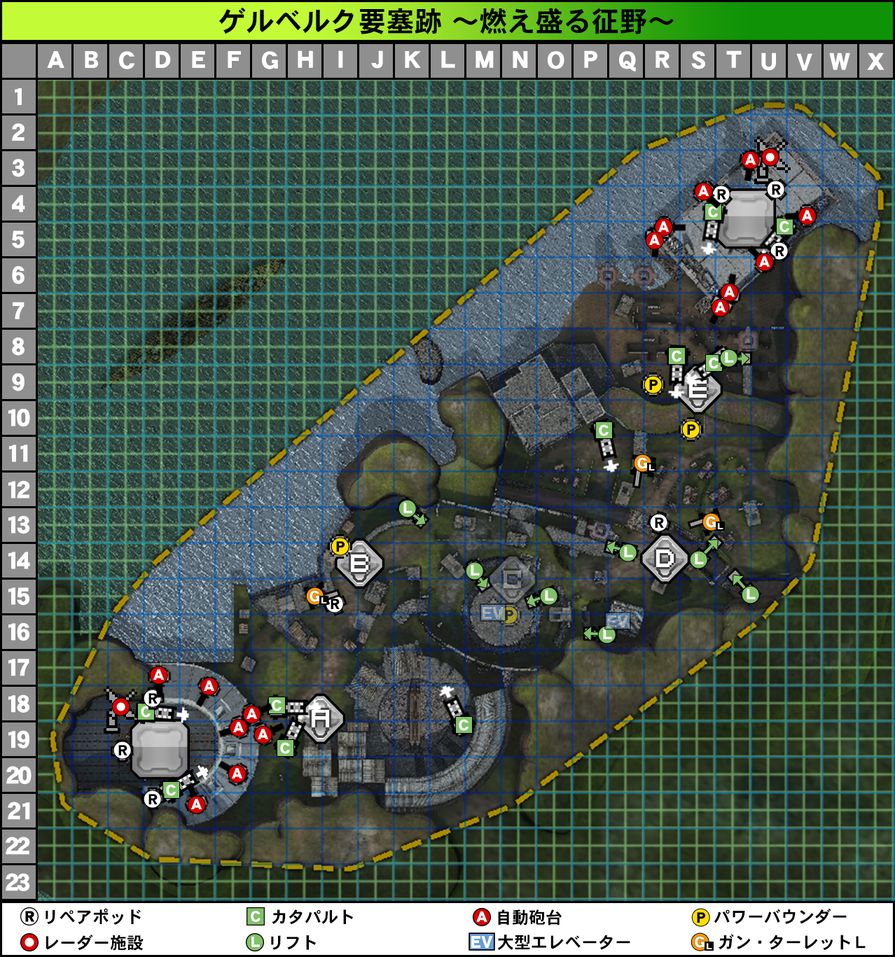 ゲルベルク要塞跡 ～燃え盛る征野～
A B C D E F G H I J K L M N O P Q R S T U V W X
1
2
3
A
A R R
4
C A
C
5
A
A R
A
6
A
7
A
8
C C L
9
P E
10
C P
11
G L
12
L
13
R G L
14
P B L D L
L C
15
G L R L L
EV P
16
L EV
17
A
A
18
R C A C A
A
19
A C C
R
20
A
C
21
R A
22
23
R リペアポッド C カタパルト A 自動砲台 P パワーバウンダー
レーダー施設 L リフト EV 大型エレベーター G L ガン・ターレットL